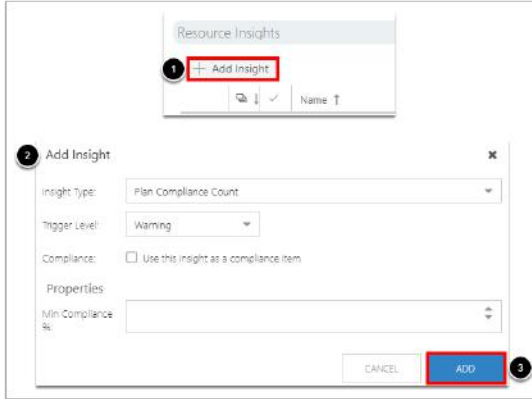 Resource Insights
1 + Add Insight
Name ↑
2 Add Insight
Insight Type: Plan Compliance Count
Trigger Level: Warning
Compliance: Use this insight as a compliance item
Properties
Min Compliance
%:
CANCEL ADD 3